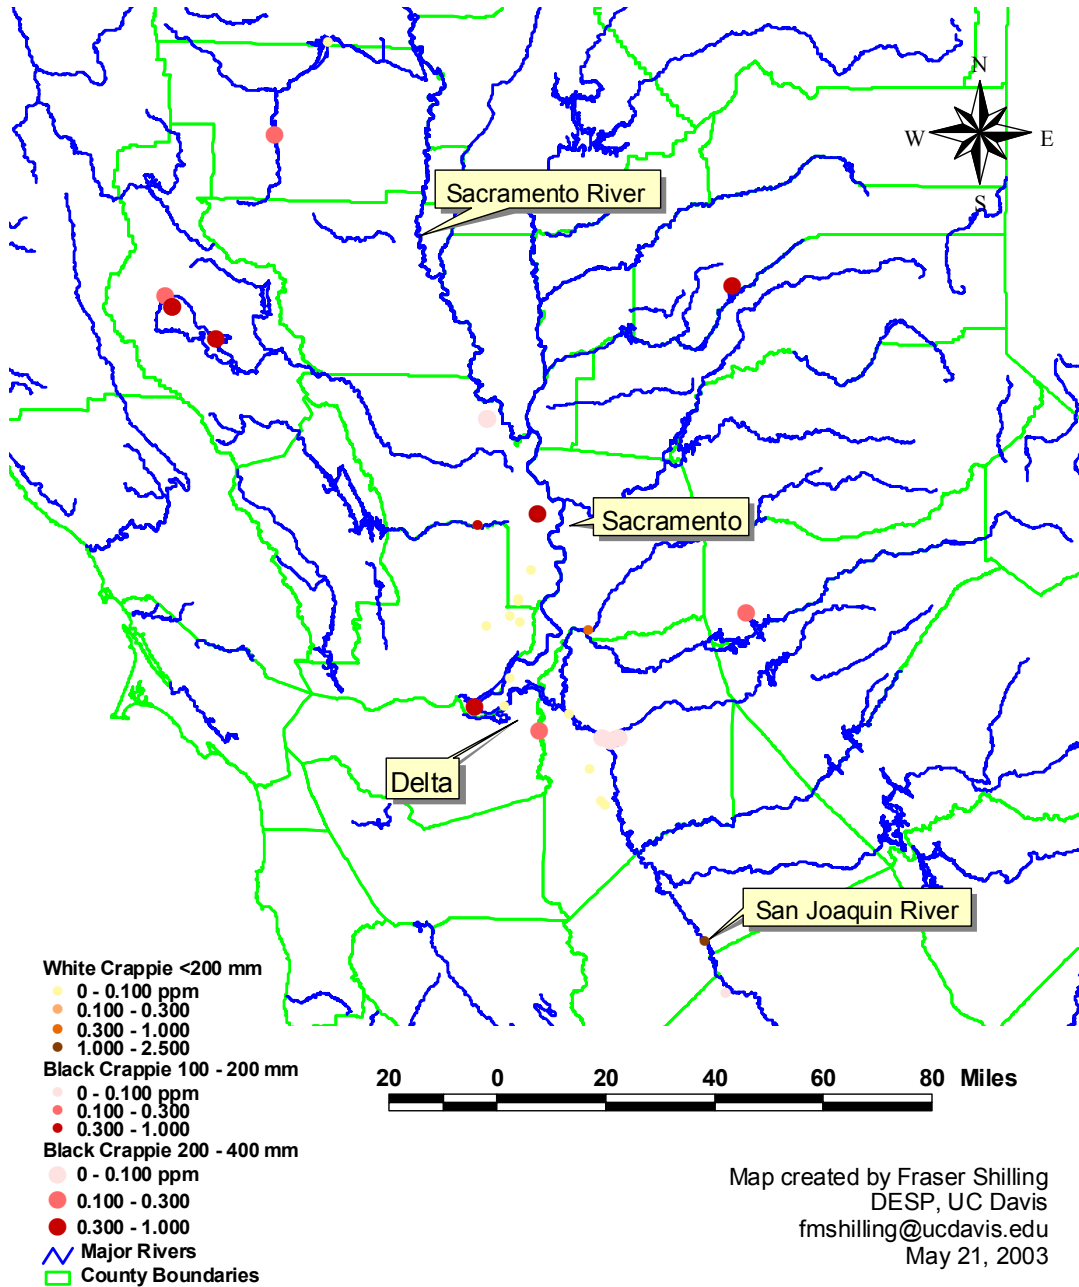 N
W
E
S
Sacramento River
Sacramento
Delta
San Joaquin River
White Crappie <200 mm
0 - 0.100 ppm
0.100 - 0.300
0.300 - 1.000
1.000 - 2.500
Black Crappie 100 - 200 mm
0 - 0.100 ppm
0.100 - 0.300
0.300 - 1.000
Black Crappie 200 - 400 mm
0 - 0.100 ppm
0.100 - 0.300
0.300 - 1.000
Major Rivers
County Boundaries
20 0 20 40 60 80 Miles
Map created by Fraser Shilling
DESP, UC Davis
fmshilling@ucdavis.edu
May 21, 2003